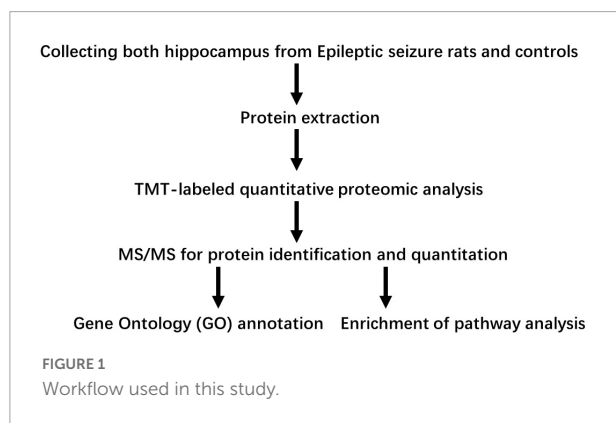 Collecting both hippocampus from Epileptic seizure rats and controls
Protein extraction
TMT-labeled quantitative proteomic analysis
MS/MS for protein identification and quantitation
Gene Ontology (GO) annotation Enrichment of pathway analysis
FIGURE 1
Workflow used in this study.